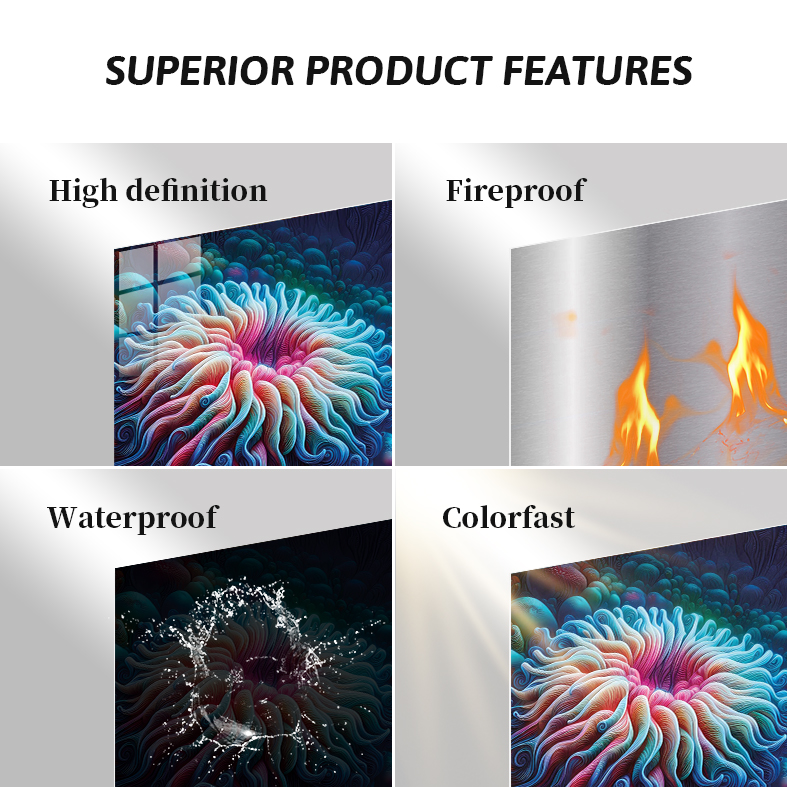 SUPERIOR PRODUCT FEATURES
High definition
Fireproof
Waterproof
Colorfast